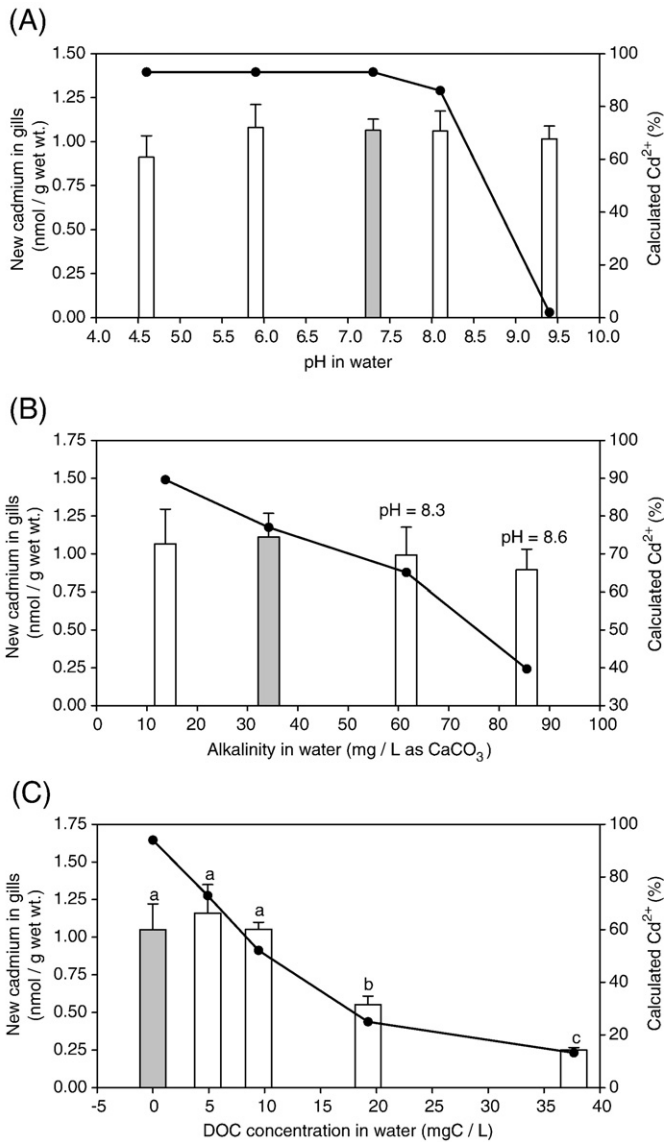 (A)
New cadmium in gills
(nmol / g wet wt.)
1.50
1.25
1.00
0.75
0.50
0.25
0.00
100
80
60
40
20
0
Calculated Cd²⁺ (%)
4.0 4.5 5.0 5.5 6.0 6.5 7.0 7.5 8.0 8.5 9.0 9.5 10.0
pH in water
(B)
New cadmium in gills
(nmol / g wet wt.)
1.75
1.50
1.25
1.00
0.75
0.50
0.25
0.00
pH = 8.3
pH = 8.6
100
90
80
70
60
50
40
30
Calculated Cd²⁺ (%)
0 10 20 30 40 50 60 70 80 90 100
Alkalinity in water (mg / L as CaCO₃)
(C)
New cadmium in gills
(nmol / g wet wt.)
1.75
1.50
1.25
1.00
0.75
0.50
0.25
0.00
a
a
a
b
c
100
80
60
40
20
0
Calculated Cd²⁺ (%)
-5 0 5 10 15 20 25 30 35 40
DOC concentration in water (mgC / L)